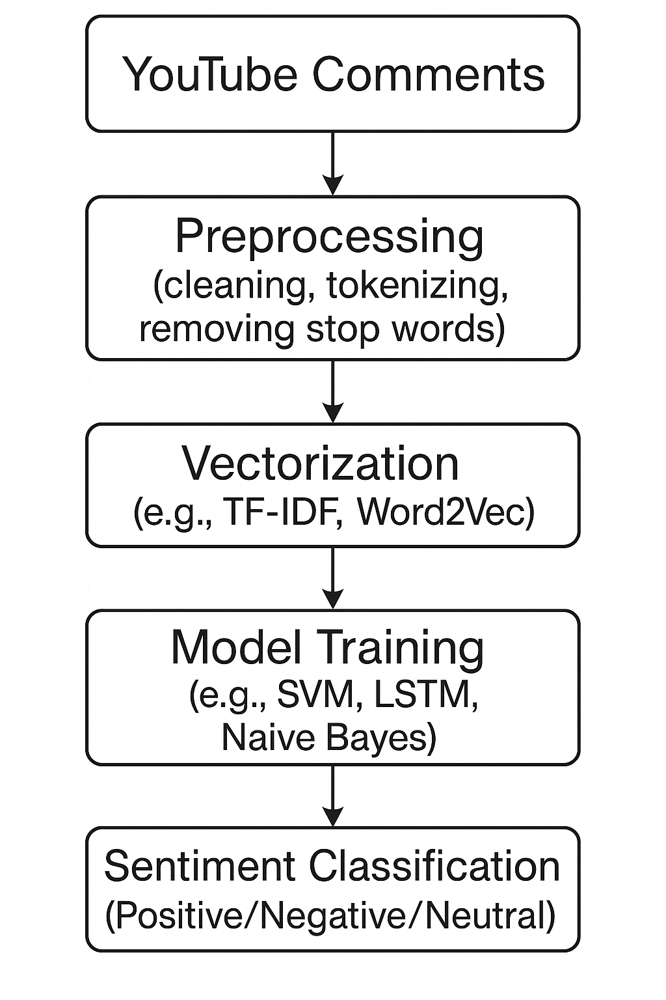 YouTube Comments
Preprocessing
(cleaning, tokenizing,
removing stop words)
Vectorization
(e.g., TF-IDF, Word2Vec)
Model Training
(e.g., SVM, LSTM,
Naive Bayes)
Sentiment Classification
(Positive/Negative/Neutral)